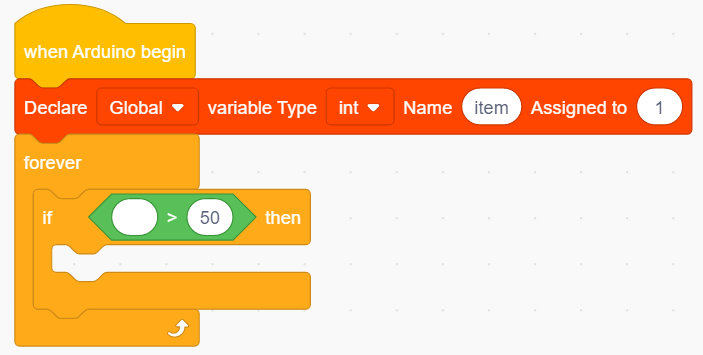 when Arduino begin
Declare Global variable Type int Name item Assigned to 1
forever
if > 50 then